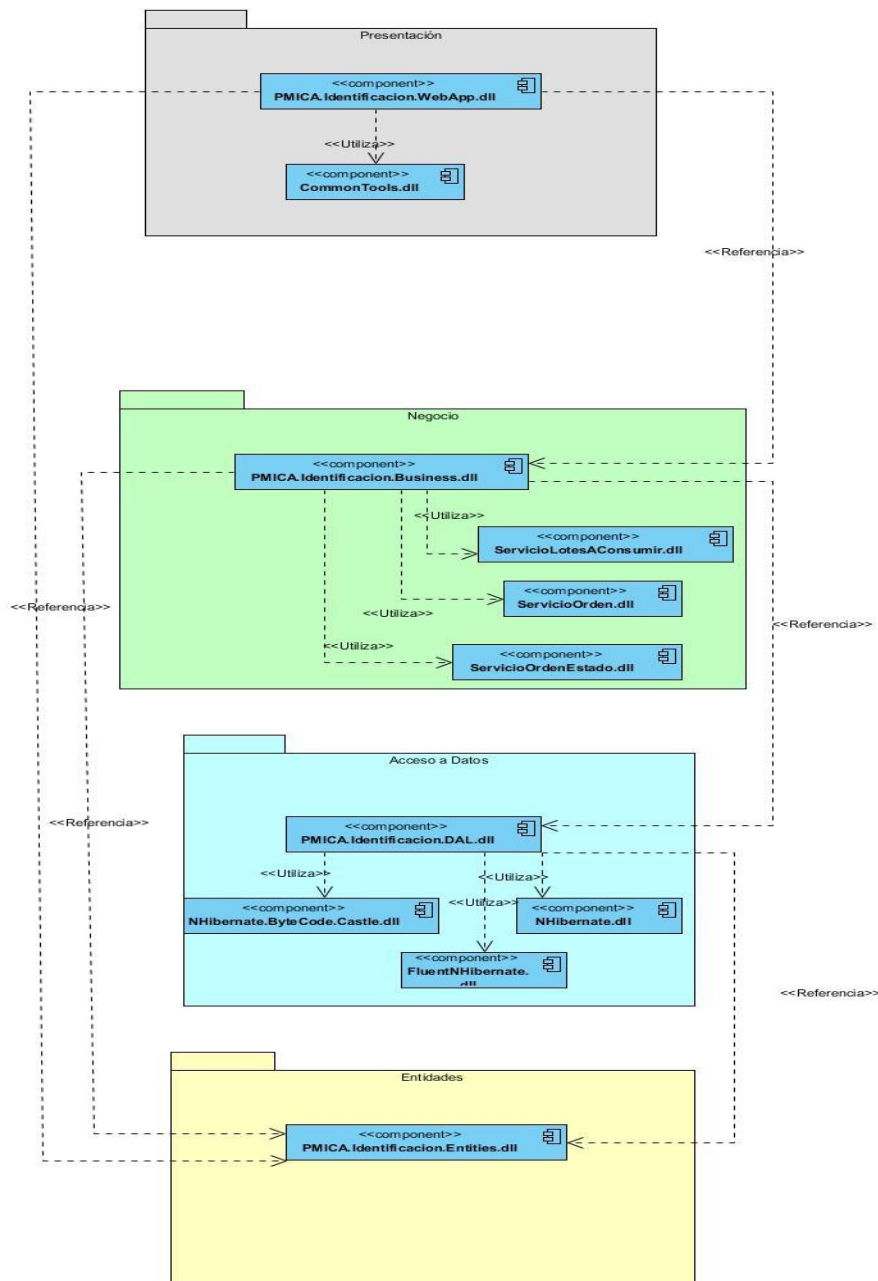 Presentación
<<component>>
PMICA.Identificacion.WebApp.dll
<<Utiliza>>
<<component>>
CommonTools.dll
<<Referencia>>
Negocio
<<component>>
PMICA.Identificacion.Business.dll
<<Utiliza>>
<<component>>
ServicioLotesAConsumir.dll
<<component>>
ServicioOrden.dll
<<Referencia>>
<<Utiliza>>
<<Referencia>>
<<Utiliza>>
<<component>>
ServicioOrdenEstado.dll
Acceso a Datos
<<Referencia>>
<<component>>
PMICA.Identificacion.DAL.dll
<<Utiliza>>
<<Utiliza>>
<<Utiliza>>
<<component>>
NHibernate.ByteCode.Castle.dll
<<component>>
NHibernate.dll
<<component>>
FluentNHibernate.
dll
<<Referencia>>
Entidades
<<component>>
PMICA.Identificacion.Entities.dll